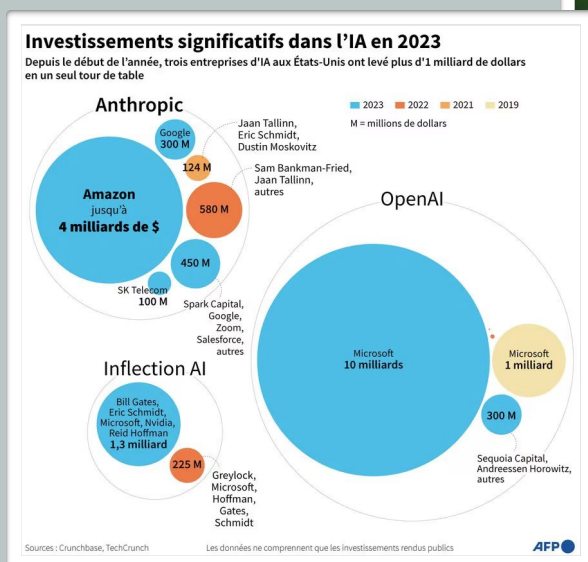 Investissements significatifs dans l'IA en 2023
Depuis le début de l'année, trois entreprises d'IA aux États-Unis ont levé plus d'1 milliard de dollars
en un seul tour de table
2023
2022
2021
2019
M = millions de dollars
Anthropic
Google
300 M
Jaan Tallinn,
Eric Schmidt,
Dustin Moskovitz
124 M
Sam Bankman-Fried,
Jaan Tallinn,
autres
Amazon
jusqu'à
4 milliards de $
580 M
450 M
SK Telecom
100 M
Spark Capital,
Google,
Zoom,
Salesforce,
autres
OpenAI
Microsoft
10 milliards
Microsoft
1 milliard
300 M
Sequoia Capital,
Andreessen Horowitz,
autres
Inflection AI
Bill Gates,
Eric Schmidt,
Microsoft, Nvidia,
Reid Hoffman
1,3 milliard
225 M
Greylock,
Microsoft,
Hoffman,
Gates,
Schmidt
Sources : Crunchbase, TechCrunch
Les données ne comprennent que les investissements rendus publics
AFP